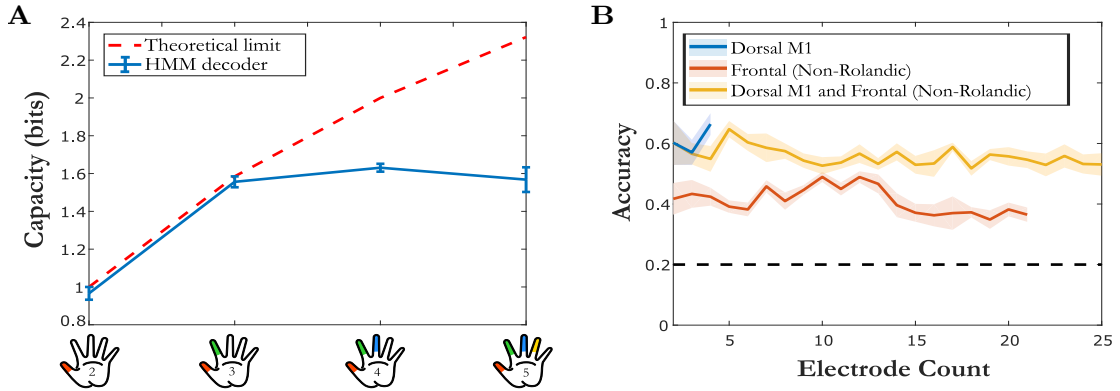 A
Capacity (bits)
2.4
2.2
2
1.8
1.6
1.4
1.2
1
0.8
Theoretical limit
HMM decoder
2
3
4
5
B
Accuracy
1
0.8
0.6
0.4
0.2
0
Dorsal M1
Frontal (Non-Rolandic)
Dorsal M1 and Frontal (Non-Rolandic)
5
10
15
20
25
Electrode Count